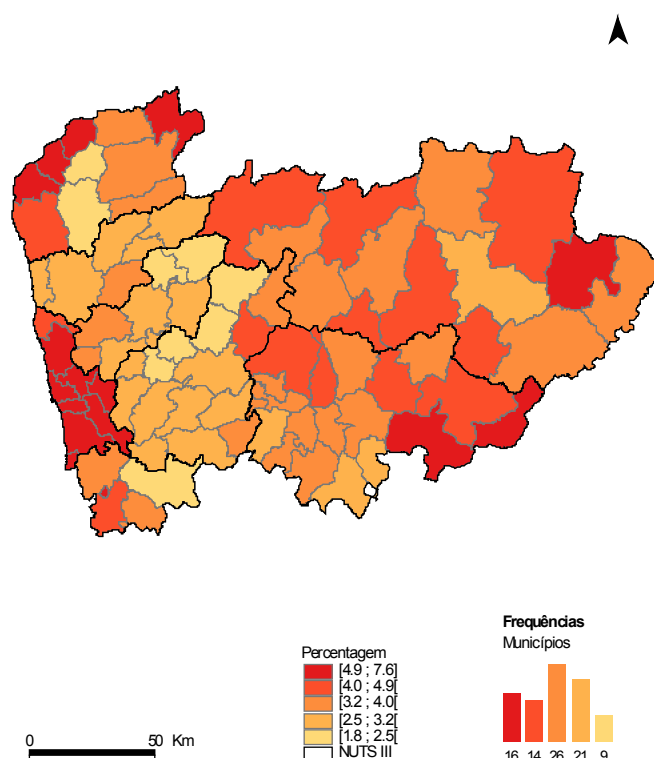 Percentagem
[4.9 ; 7.6]
[4.0 ; 4.9[
[3.2 ; 4.0[
[2.5 ; 3.2[
[1.8 ; 2.5[
NUTS III
Frequências
Municípios
16 14 26 21 9
0 50 Km